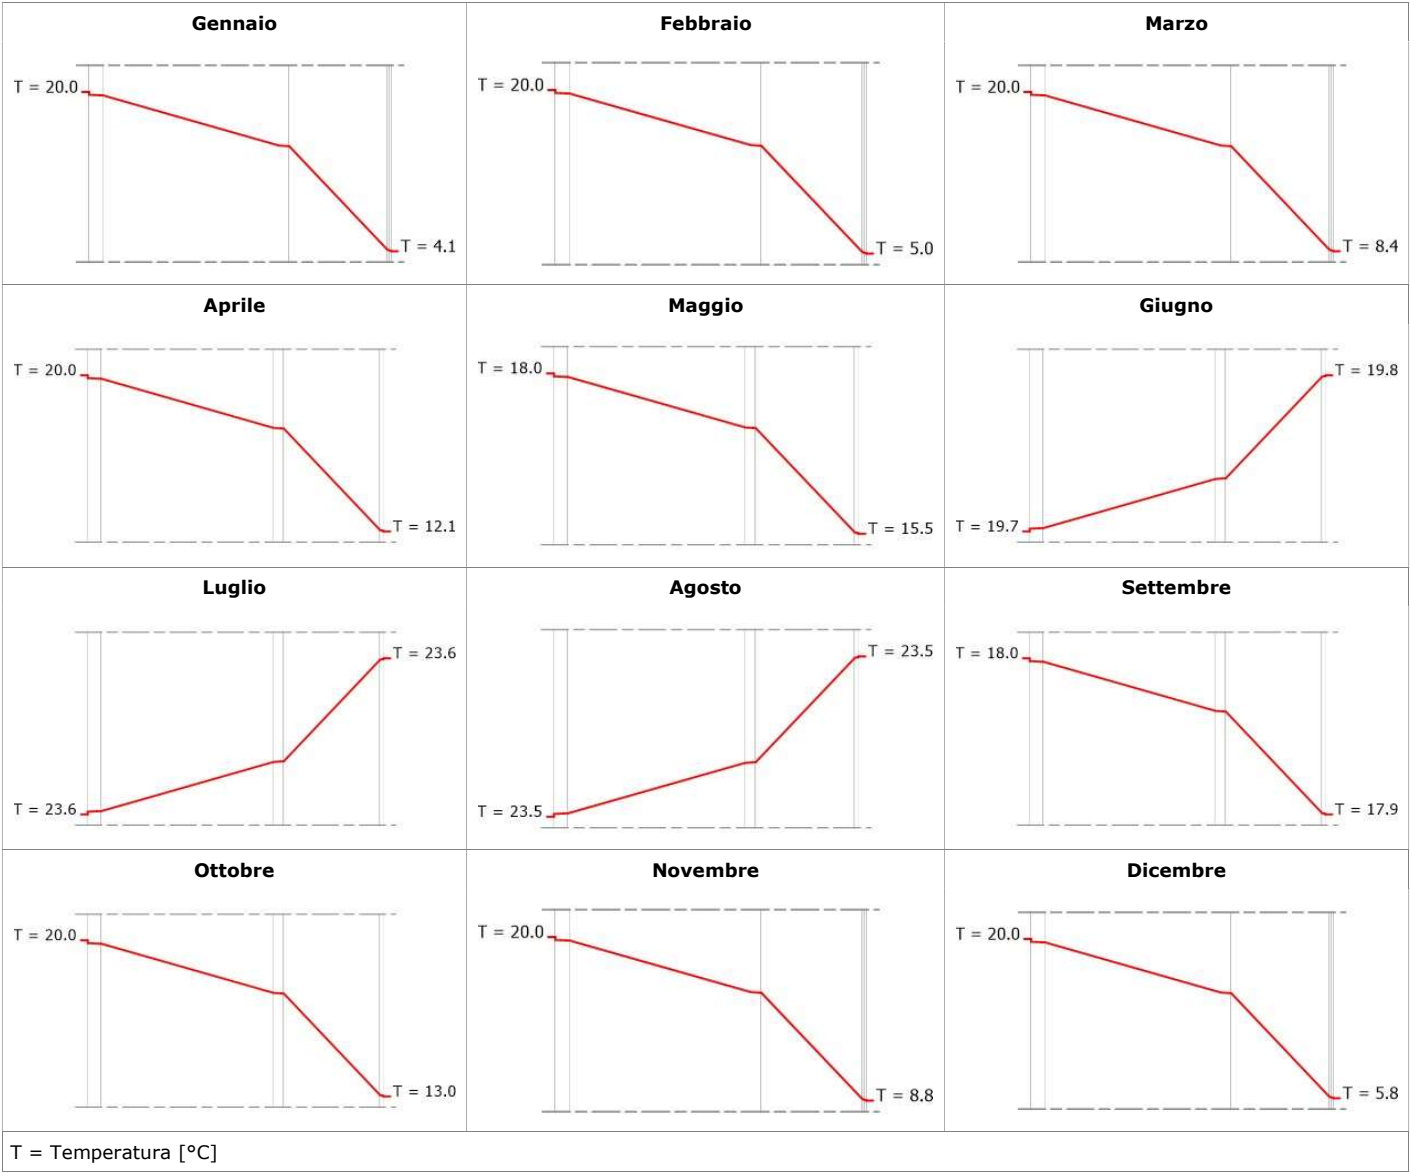 Gennaio
Febbraio
Marzo
T = 20.0
T = 4.1
T = 20.0
T = 5.0
T = 20.0
T = 8.4
Aprile
Maggio
Giugno
T = 20.0
T = 12.1
T = 18.0
T = 15.5
T = 19.7
T = 19.8
Luglio
Agosto
Settembre
T = 23.6
T = 23.6
T = 23.5
T = 23.5
T = 18.0
T = 17.9
Ottobre
Novembre
Dicembre
T = 20.0
T = 13.0
T = 20.0
T = 8.8
T = 20.0
T = 5.8
T = Temperatura [°C]